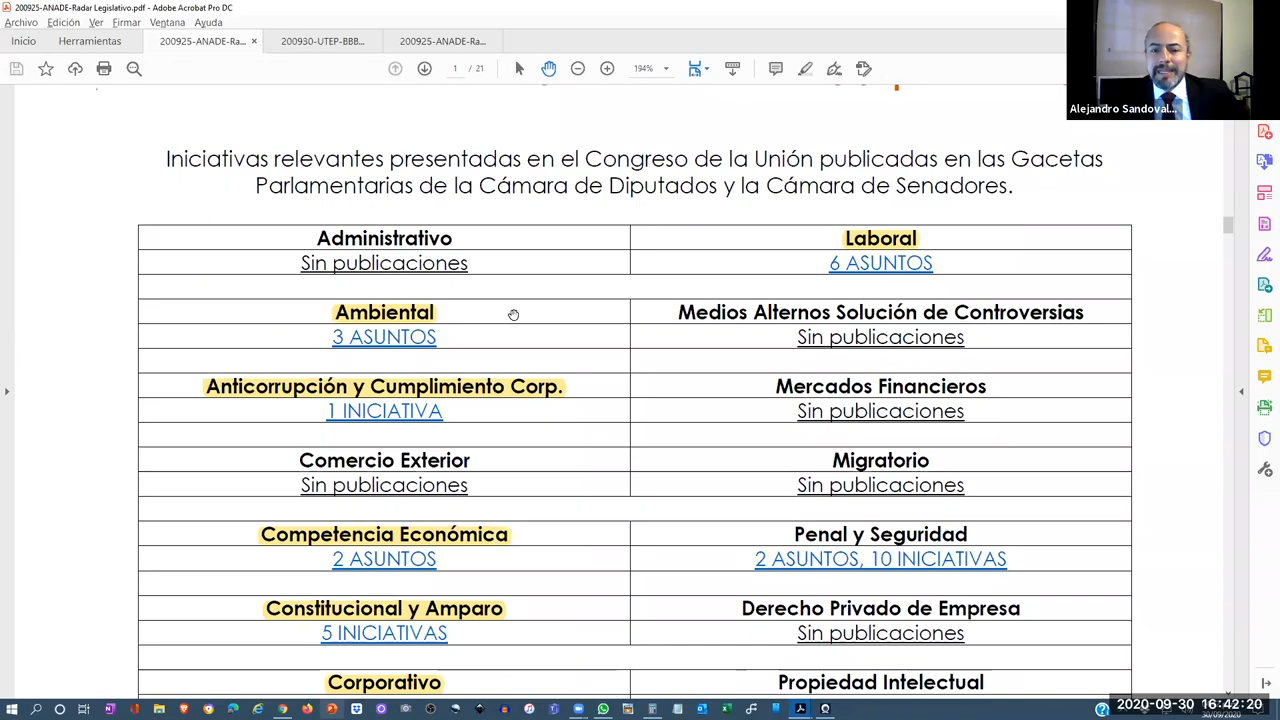 200925-ANADE-Radar Legislativo.pdf - Adobe Acrobat Pro DC
Archivo Edición Ver Firmar Ventana Ayuda
Inicio Herramientas 200925-ANADE-Ra... × 200930-UTEP-BBB... 200925-ANADE-Ra...
1 / 21 194%
Alejandro Sandoval...
Iniciativas relevantes presentadas en el Congreso de la Unión publicadas en las Gacetas
Parlamentarias de la Cámara de Diputados y la Cámara de Senadores.
Administrativo Laboral
Sin publicaciones 6 ASUNTOS
Ambiental Medios Alternos Solución de Controversias
3 ASUNTOS Sin publicaciones
Anticorrupción y Cumplimiento Corp. Mercados Financieros
1 INICIATIVA Sin publicaciones
Comercio Exterior Migratorio
Sin publicaciones Sin publicaciones
Competencia Económica Penal y Seguridad
2 ASUNTOS 2 ASUNTOS, 10 INICIATIVAS
Constitucional y Amparo Derecho Privado de Empresa
5 INICIATIVAS Sin publicaciones
Corporativo Propiedad Intelectual
2020-09-30 16:42:20
30/09/2020